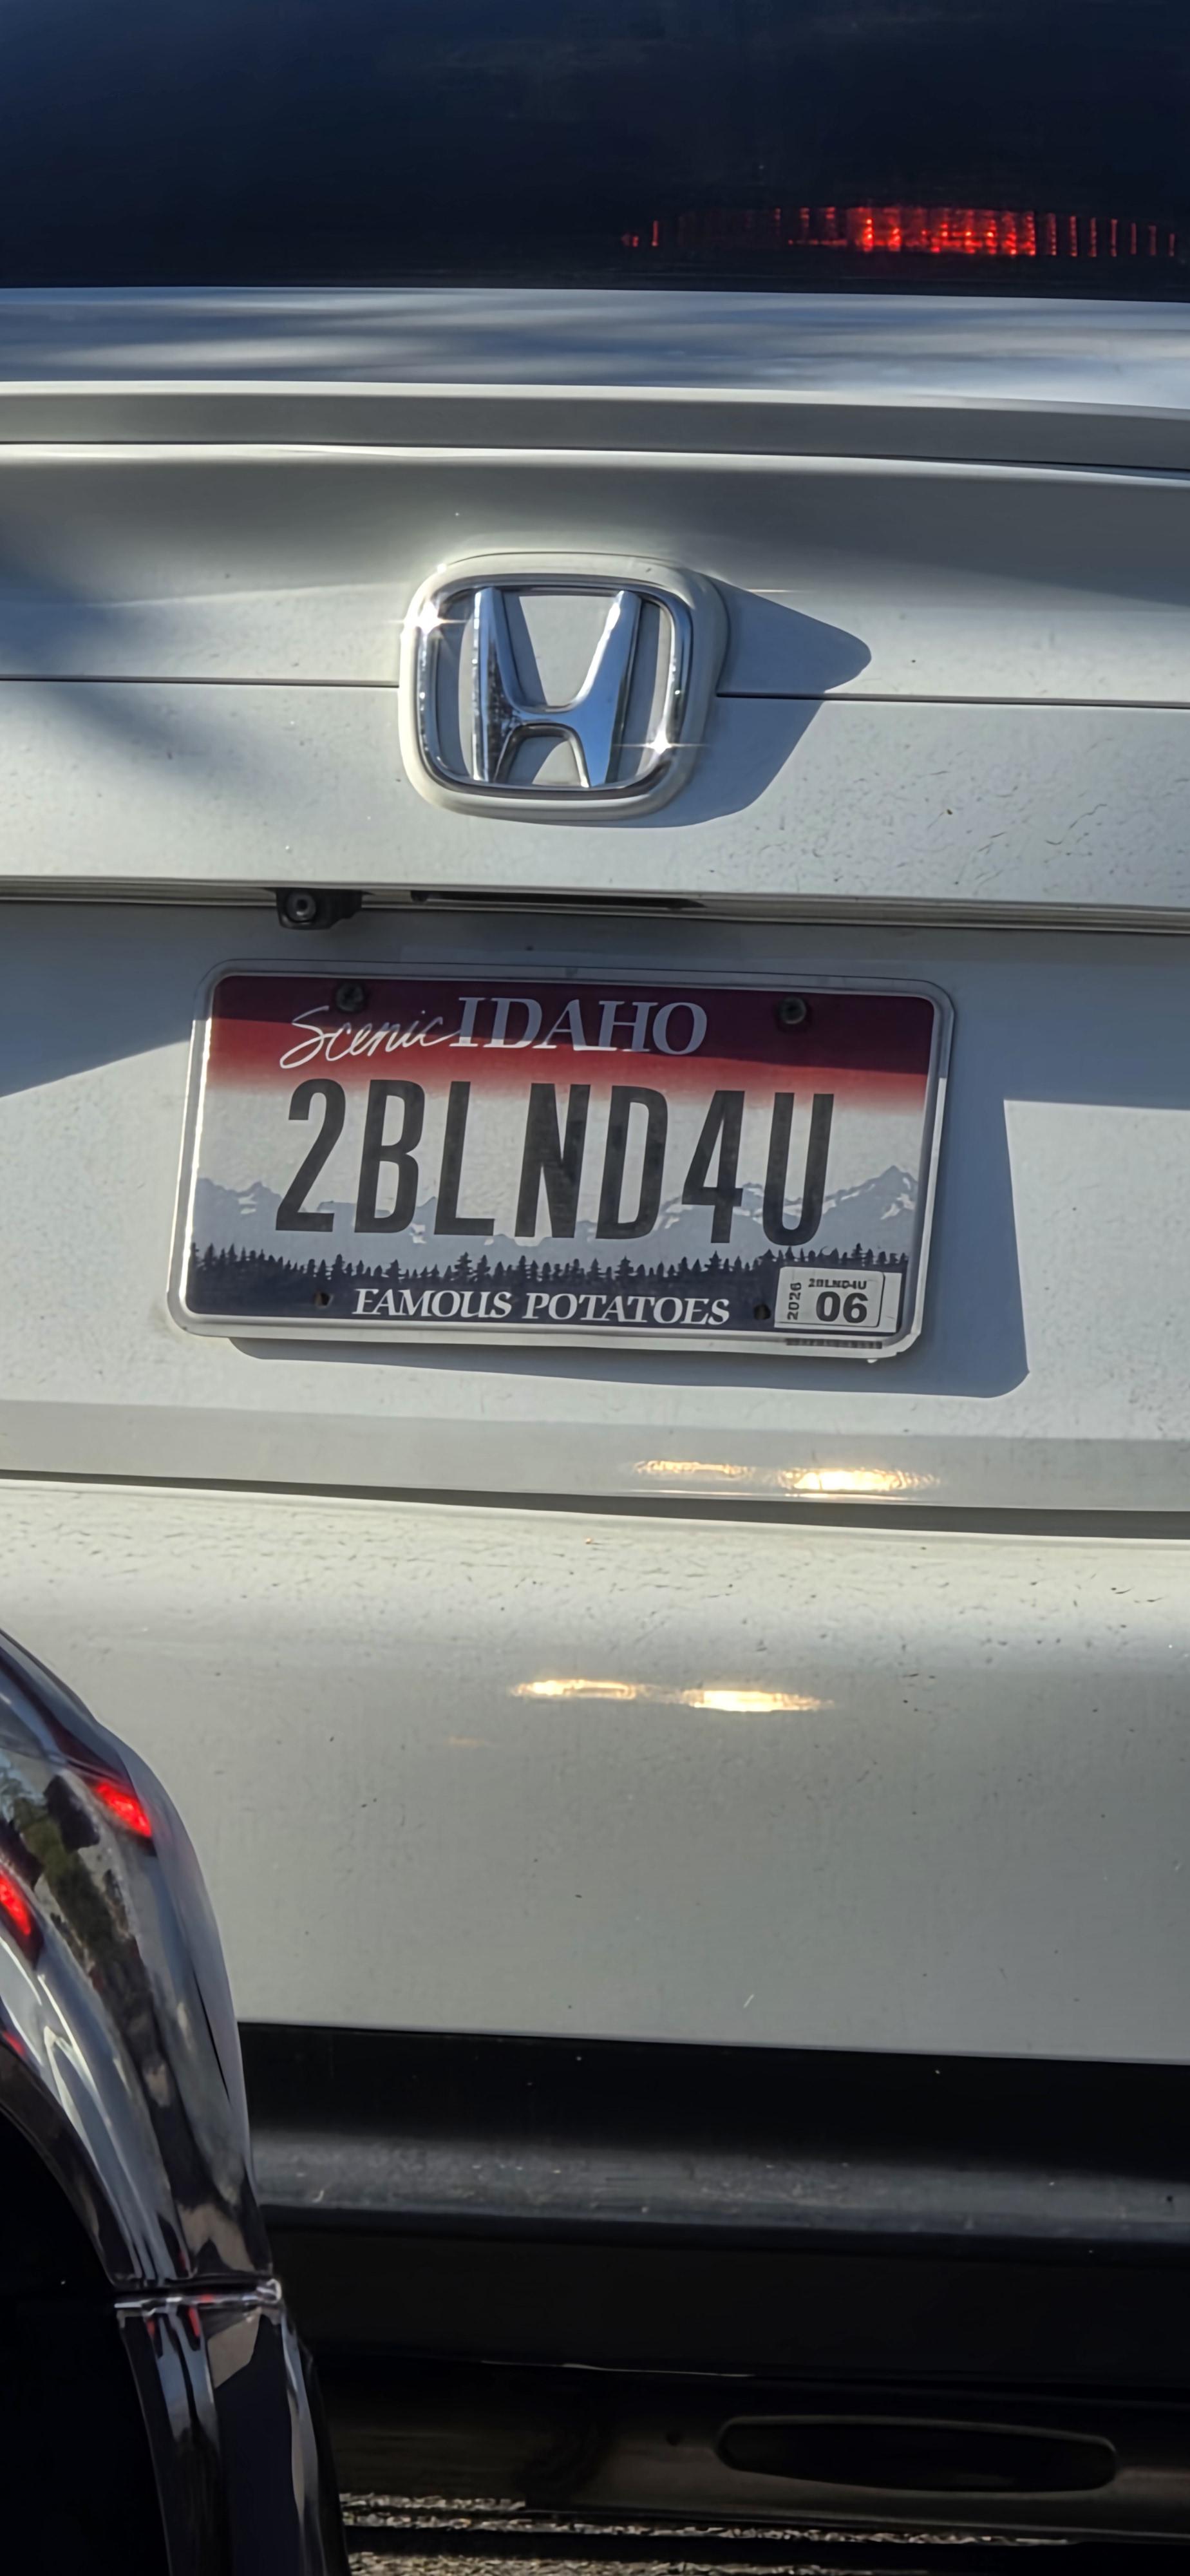 Scenic IDAHO
2BLND4U
FAMOUS POTATOES
2026
2BLND4U
06